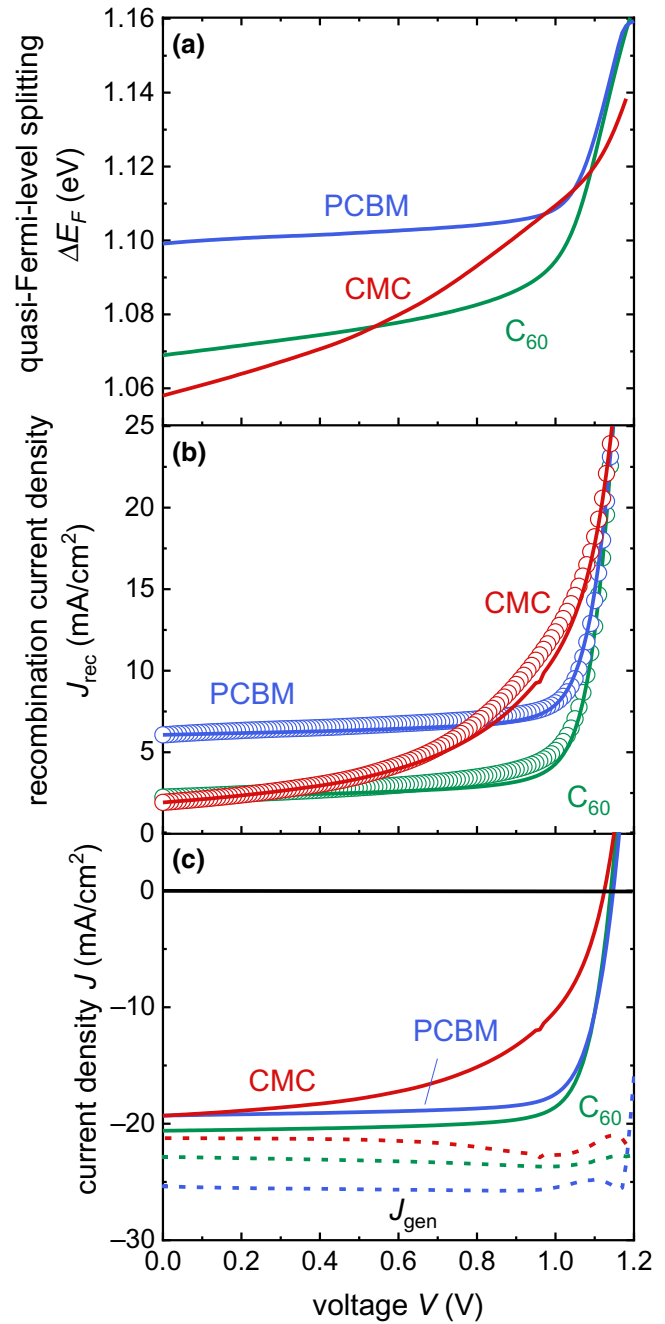 (a)
quasi-Fermi-level splitting
ΔE_F (eV)
1.16
1.14
1.12
1.10
1.08
1.06
PCBM
CMC
C₆₀
(b)
recombination current density
J_rec (mA/cm²)
25
20
15
10
5
0
CMC
PCBM
C₆₀
(c)
current density J (mA/cm²)
0
−10
−20
−30
PCBM
CMC
C₆₀
J_gen
0.0 0.2 0.4 0.6 0.8 1.0 1.2
voltage V (V)